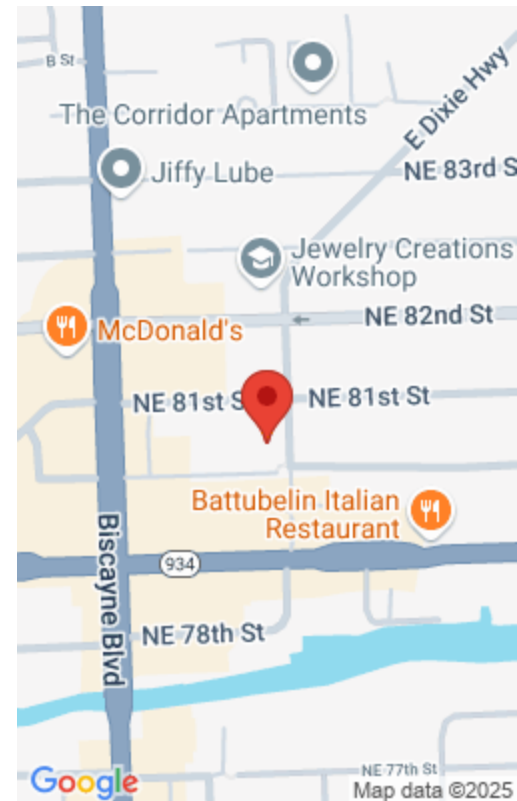 B St
The Corridor Apartments
E Dixie Hwy
Jiffy Lube
NE 83rd S
Jewelry Creations
Workshop
NE 82nd St
McDonald's
NE 81st S
NE 81st St
Battubelin Italian
Restaurant
Biscayne Blvd
934
NE 78th St
NE 77th St
Google
Map data ©2025